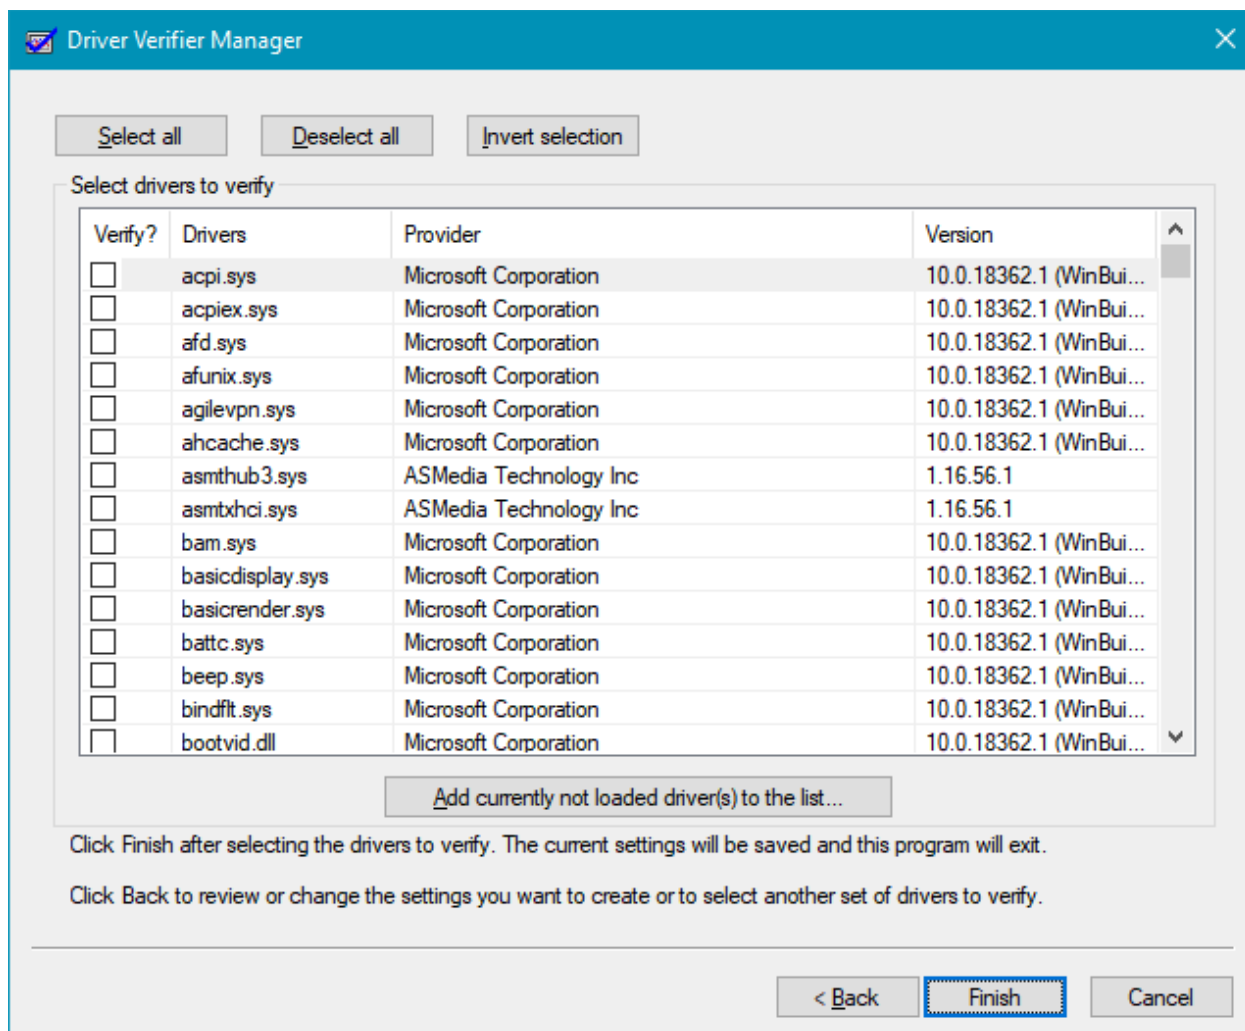 Driver Verifier Manager
Select all Deselect all Invert selection
Select drivers to verify
Verify? Drivers Provider Version
acpi.sys Microsoft Corporation 10.0.18362.1 (WinBui...
acpiex.sys Microsoft Corporation 10.0.18362.1 (WinBui...
afd.sys Microsoft Corporation 10.0.18362.1 (WinBui...
afunix.sys Microsoft Corporation 10.0.18362.1 (WinBui...
agilevpn.sys Microsoft Corporation 10.0.18362.1 (WinBui...
ahcache.sys Microsoft Corporation 10.0.18362.1 (WinBui...
asmthub3.sys ASMedia Technology Inc 1.16.56.1
asmtxhci.sys ASMedia Technology Inc 1.16.56.1
bam.sys Microsoft Corporation 10.0.18362.1 (WinBui...
basicdisplay.sys Microsoft Corporation 10.0.18362.1 (WinBui...
basicrender.sys Microsoft Corporation 10.0.18362.1 (WinBui...
battc.sys Microsoft Corporation 10.0.18362.1 (WinBui...
beep.sys Microsoft Corporation 10.0.18362.1 (WinBui...
bindflt.sys Microsoft Corporation 10.0.18362.1 (WinBui...
bootvid.dll Microsoft Corporation 10.0.18362.1 (WinBui...
Add currently not loaded driver(s) to the list...
Click Finish after selecting the drivers to verify. The current settings will be saved and this program will exit.
Click Back to review or change the settings you want to create or to select another set of drivers to verify.
< Back Finish Cancel